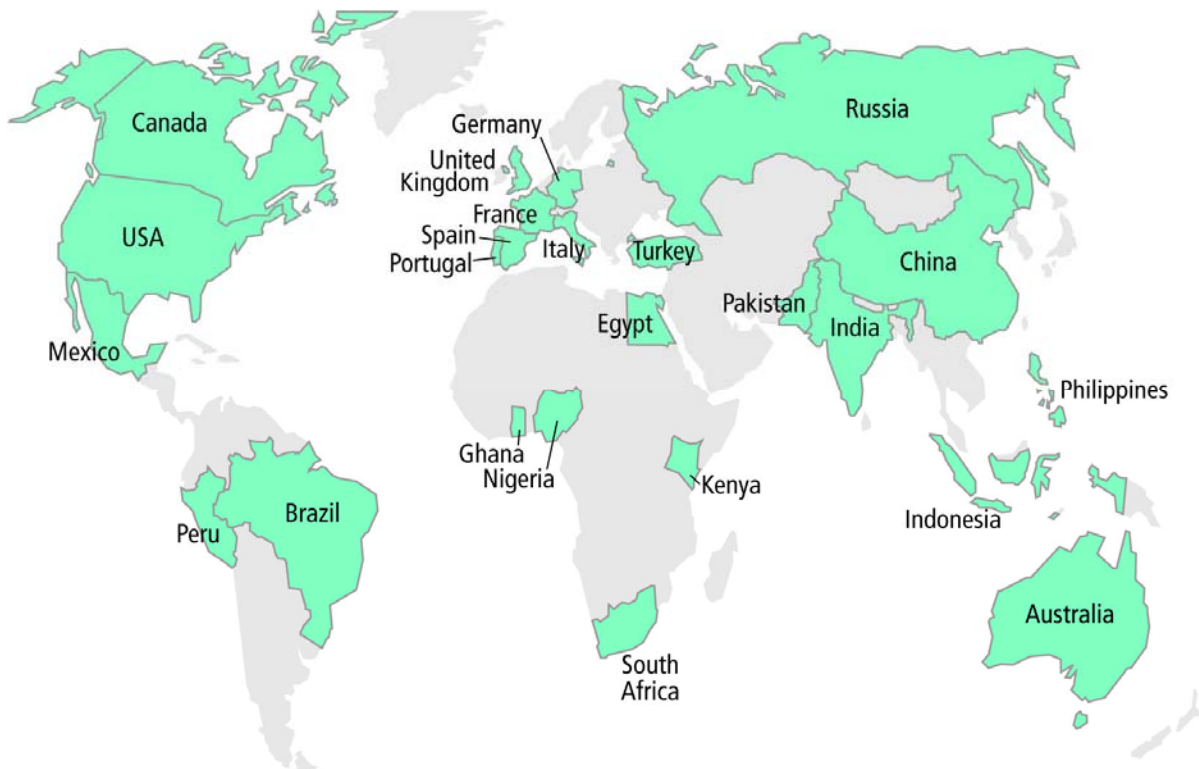 Canada
Russia
Germany
United
Kingdom
France
USA
Spain
Italy
Turkey
Portugal
China
Pakistan
Egypt
India
Mexico
Philippines
Ghana
Nigeria
Kenya
Brazil
Peru
Indonesia
Australia
South
Africa